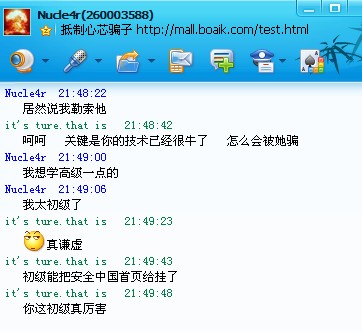 Nucle4r(260003588)
抵制心芯骗子 http://mall.boaik.com/test.html
Nucle4r 21:48:22
居然说我勒索他
it's ture.that is 21:48:42
呵呵 关键是你的技术已经很牛了 怎么会被她骗
Nucle4r 21:49:00
我想学高级一点的
Nucle4r 21:49:06
我太初级了
it's ture.that is 21:49:23
真谦虚
it's ture.that is 21:49:43
初级能把安全中国首页给挂了
it's ture.that is 21:49:48
你这初级真厉害